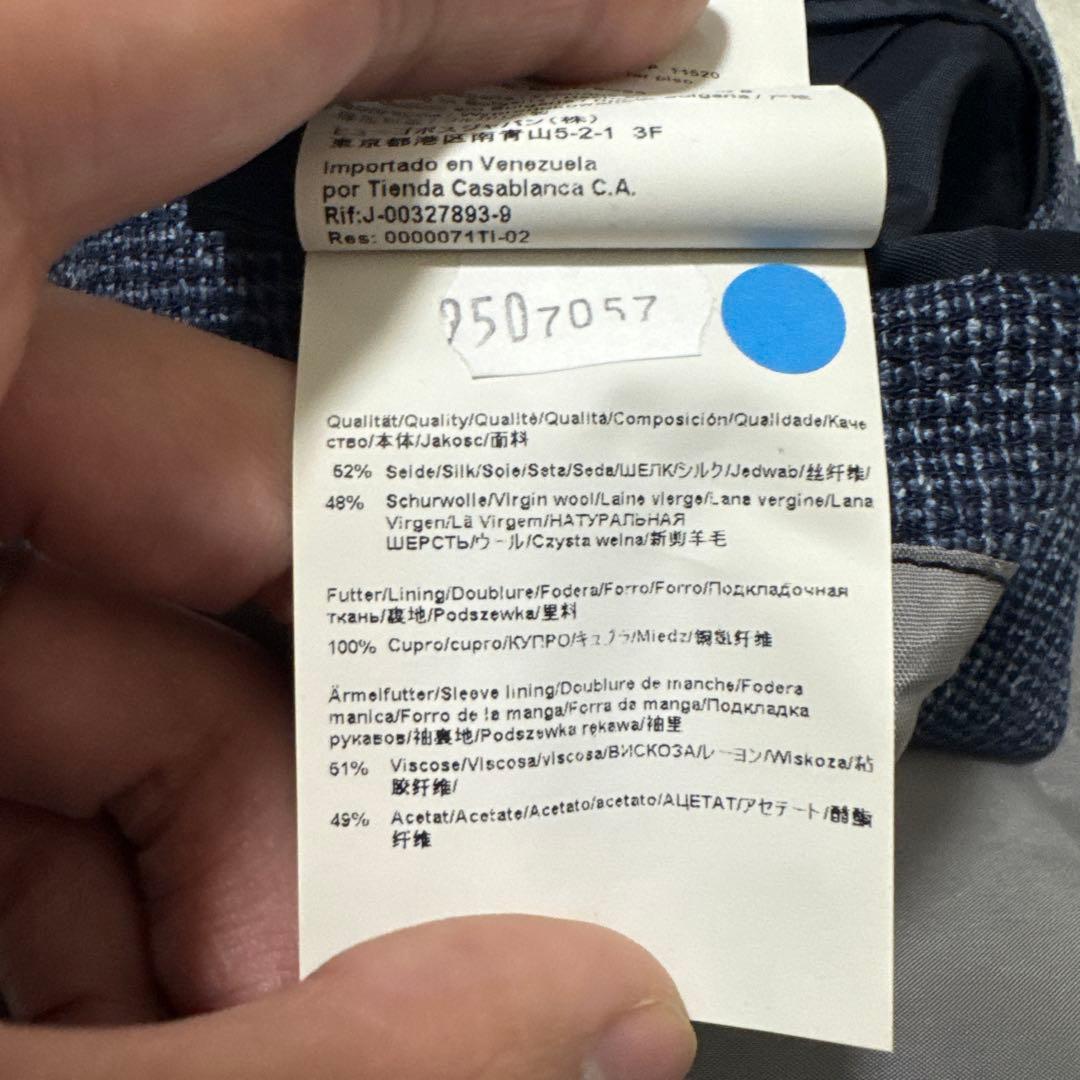 11520
東京都港区南青山5-2-1 3F
Importado en Venezuela
por Tienda Casablanca C.A.
Rif:J-00327893-9
Res: 0000071TI-02
9507057
Qualität/Quality/Qualité/Qualità/Composición/Qualidade/Каче
ство/本体/Jakosc/面料
52% Seide/Silk/Soie/Seta/Seda/ШЕЛК/シルク/Jedwab/丝纤维/
48% Schurwolle/Virgin wool/Laine vierge/Lana vergine/Lana
Virgen/Lã Virgem/НАТУРАЛЬНАЯ
ШЕРСТЬ/ウール/Czysta welna/新剪羊毛
Futter/Lining/Doublure/Fodera/Forro/Forro/Подкладочная
ткань/裏地/Podszewka/里料
100% Cupro/cupro/КУПРО/キュプラ/Miedz/铜氨纤维
Ärmelfutter/Sleeve lining/Doublure de manche/Fodera
manica/Forro de la manga/Forra da manga/Подкладка
рукавов/袖裏地/Podszewka rękawa/袖里
51% Viscose/Viscosa/viscosa/ВИСКОЗА/レーヨン/Wiskoza/粘
胶纤维/
49% Acetat/Acetate/Acetato/acetato/АЦЕТАТ/アセテート/醋酯
纤维